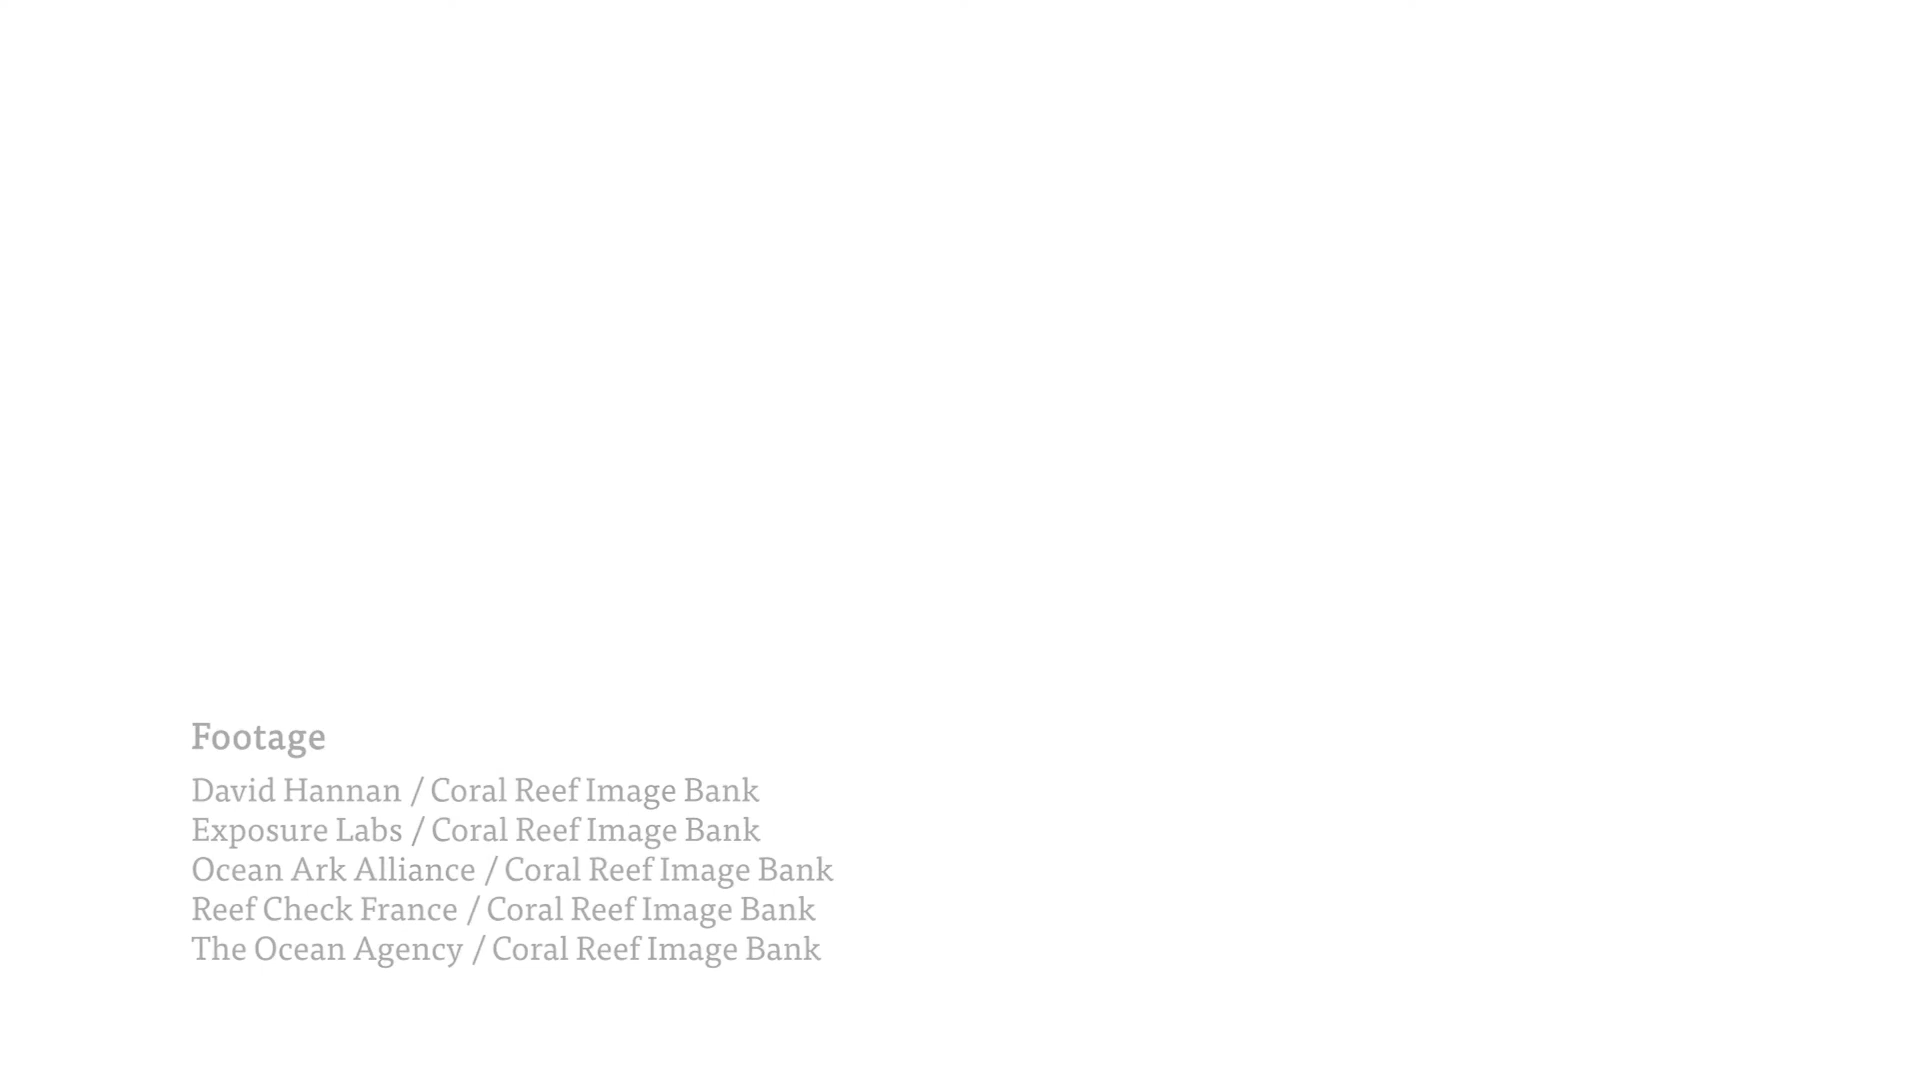 Footage
David Hannan / Coral Reef Image Bank
Exposure Labs / Coral Reef Image Bank
Ocean Ark Alliance / Coral Reef Image Bank
Reef Check France / Coral Reef Image Bank
The Ocean Agency / Coral Reef Image Bank